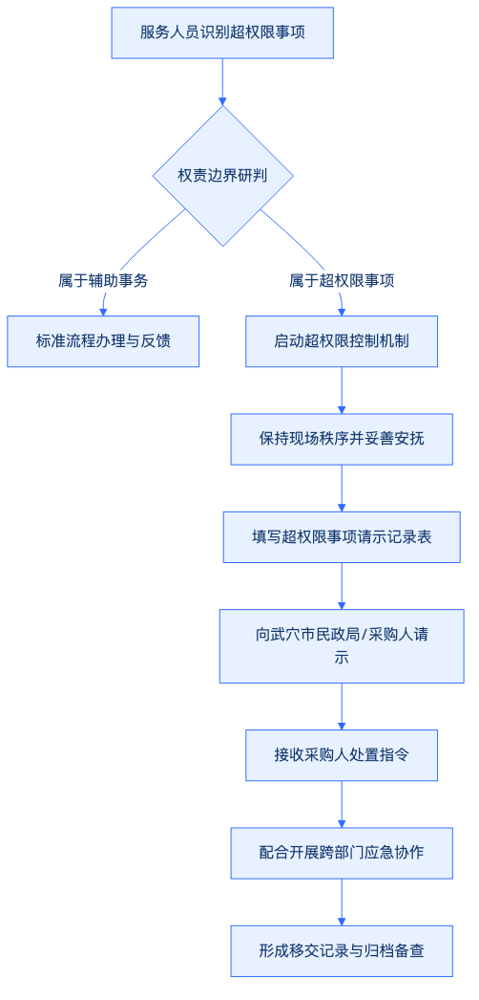 服务人员识别超权限事项
权责边界研判
属于辅助事务
属于超权限事项
标准流程办理与反馈
启动超权限控制机制
保持现场秩序并妥善安抚
填写超权限事项请示记录表
向武穴市民政局/采购人请
示
接收采购人处置指令
配合开展跨部门应急协作
形成移交记录与归档备查